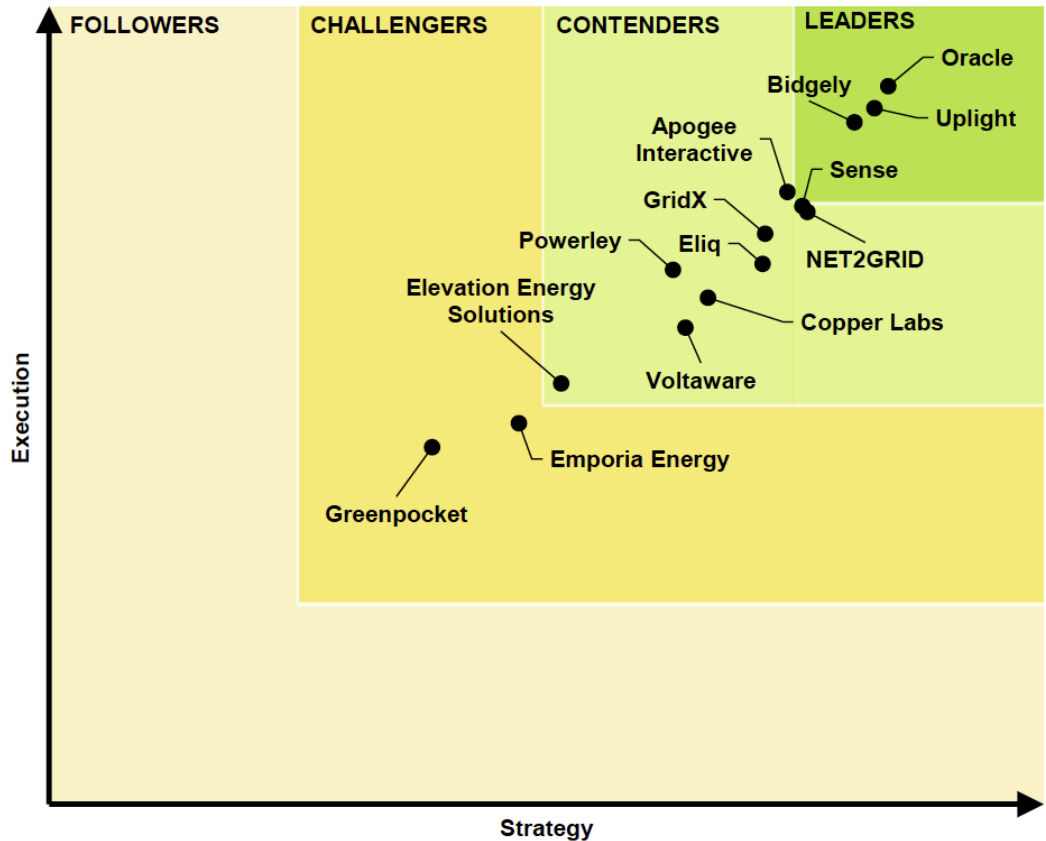 FOLLOWERS
CHALLENGERS
CONTENDERS
LEADERS
Oracle
Bidgely
Uplight
Apogee
Interactive
Sense
GridX
Powerley
Eliq
NET2GRID
Elevation Energy
Solutions
Copper Labs
Voltaware
Execution
Emporia Energy
Greenpocket
Strategy